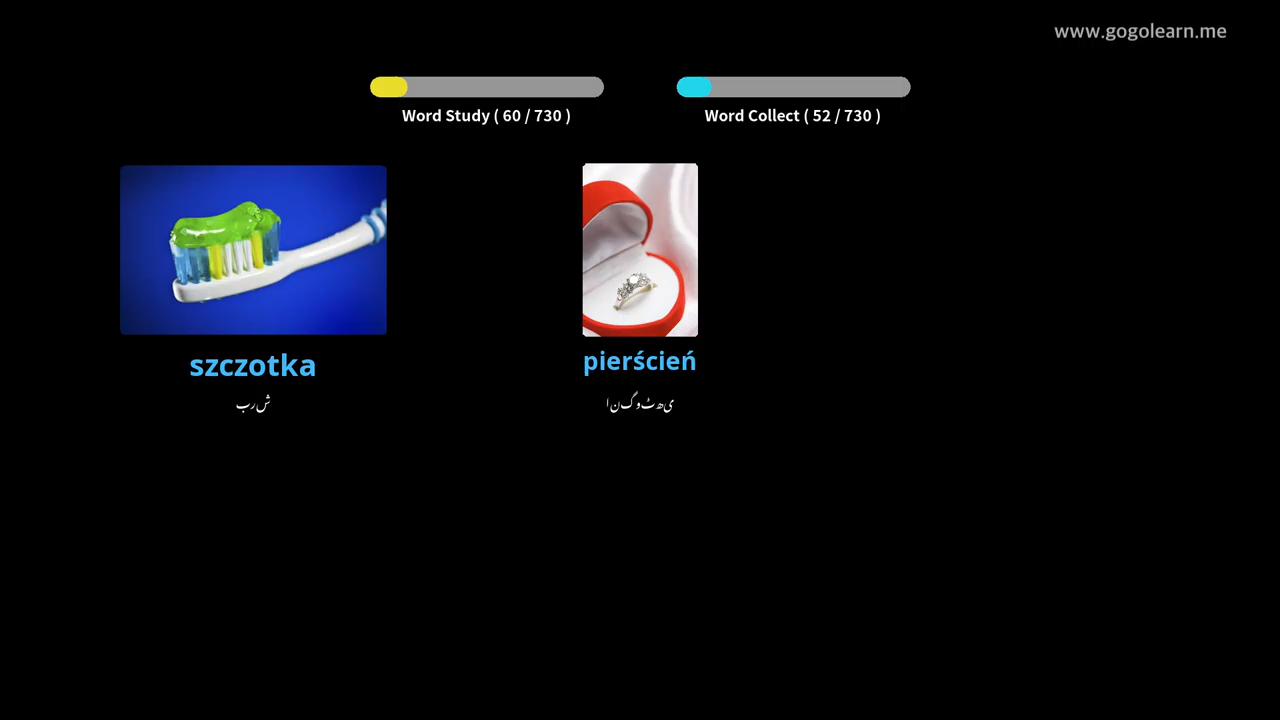 www.gogolearn.me
Word Study ( 60 / 730 )
Word Collect ( 52 / 730 )
szczotka
برش
pierścień
انگوٹھی